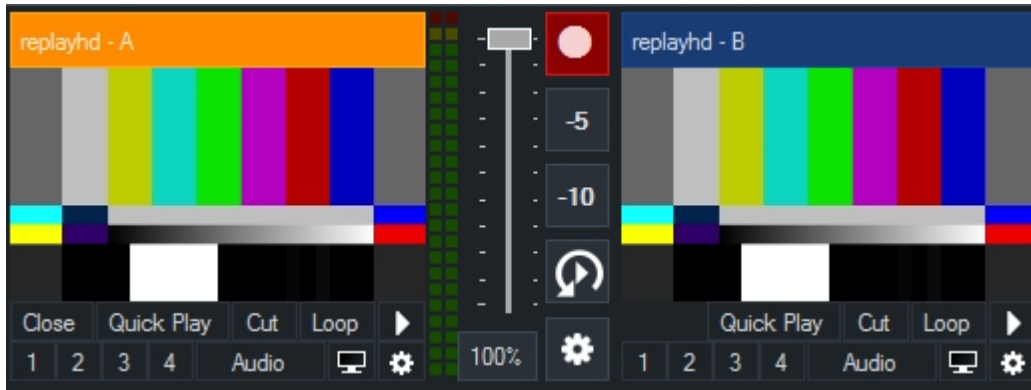 replayhd - A
replayhd - B
-5
-10
Close Quick Play Cut Loop
1 2 3 4 Audio
100%
Quick Play Cut Loop
1 2 3 4 Audio